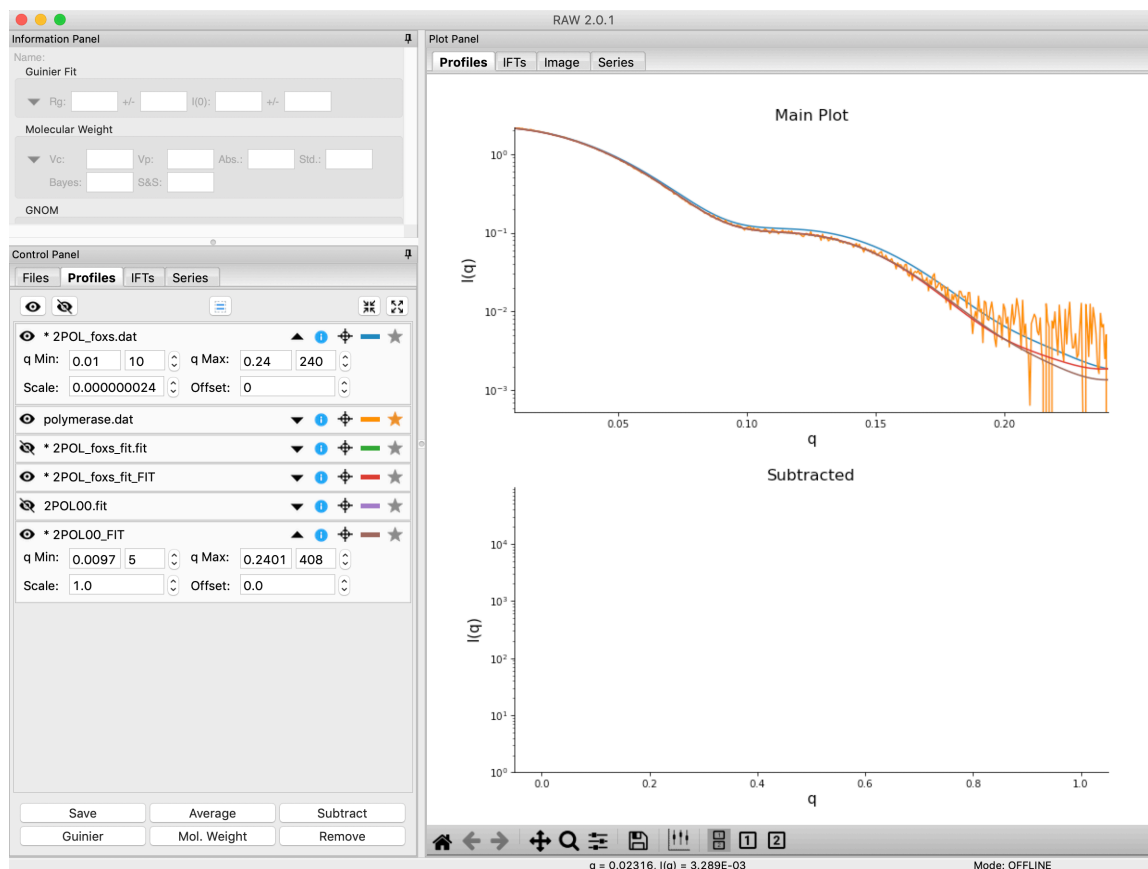 RAW 2.0.1
Information Panel
Name:
Guinier Fit
Rg: +/- I(0): +/-
Molecular Weight
Vc: Vp: Abs.: Std.:
Bayes: S&S:
GNOM
Control Panel
Files Profiles IFTs Series
* 2POL_foxs.dat
q Min: 0.01 10 q Max: 0.24 240
Scale: 0.000000024 Offset: 0
polymerase.dat
* 2POL_foxs_fit.fit
* 2POL_foxs_fit_FIT
2POL00.fit
* 2POL00_FIT
q Min: 0.0097 5 q Max: 0.2401 408
Scale: 1.0 Offset: 0.0
Save Average Subtract
Guinier Mol. Weight Remove
Plot Panel
Profiles IFTs Image Series
Main Plot
I(q)
10⁰
10⁻¹
10⁻²
10⁻³
0.05 0.10 0.15 0.20
q
Subtracted
I(q)
10⁴
10³
10²
10¹
10⁰
0.0 0.2 0.4 0.6 0.8 1.0
q
1 2
q = 0.02316, I(q) = 3.289E-03 Mode: OFFLINE